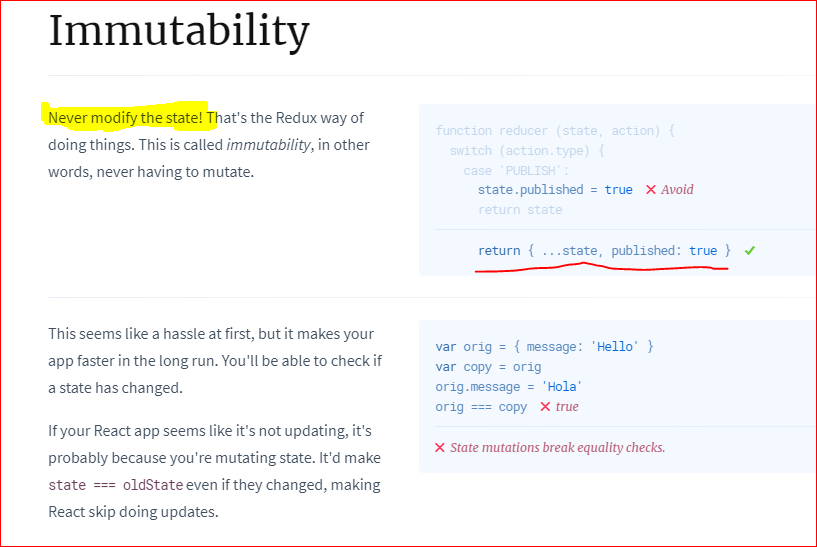 Immutability
Never modify the state! That's the Redux way of
doing things. This is called immutability, in other
words, never having to mutate.
function reducer (state, action) {
switch (action.type) {
case `PUBLISH`:
state.published = true ✕ Avoid
return state
return { ...state, published: true } ✓
This seems like a hassle at first, but it makes your
app faster in the long run. You'll be able to check if
a state has changed.
If your React app seems like it's not updating, it's
probably because you're mutating state. It'd make
state === oldState even if they changed, making
React skip doing updates.
var orig = { message: 'Hello' }
var copy = orig
orig.message = 'Hola'
orig === copy ✕ true
✕ State mutations break equality checks.